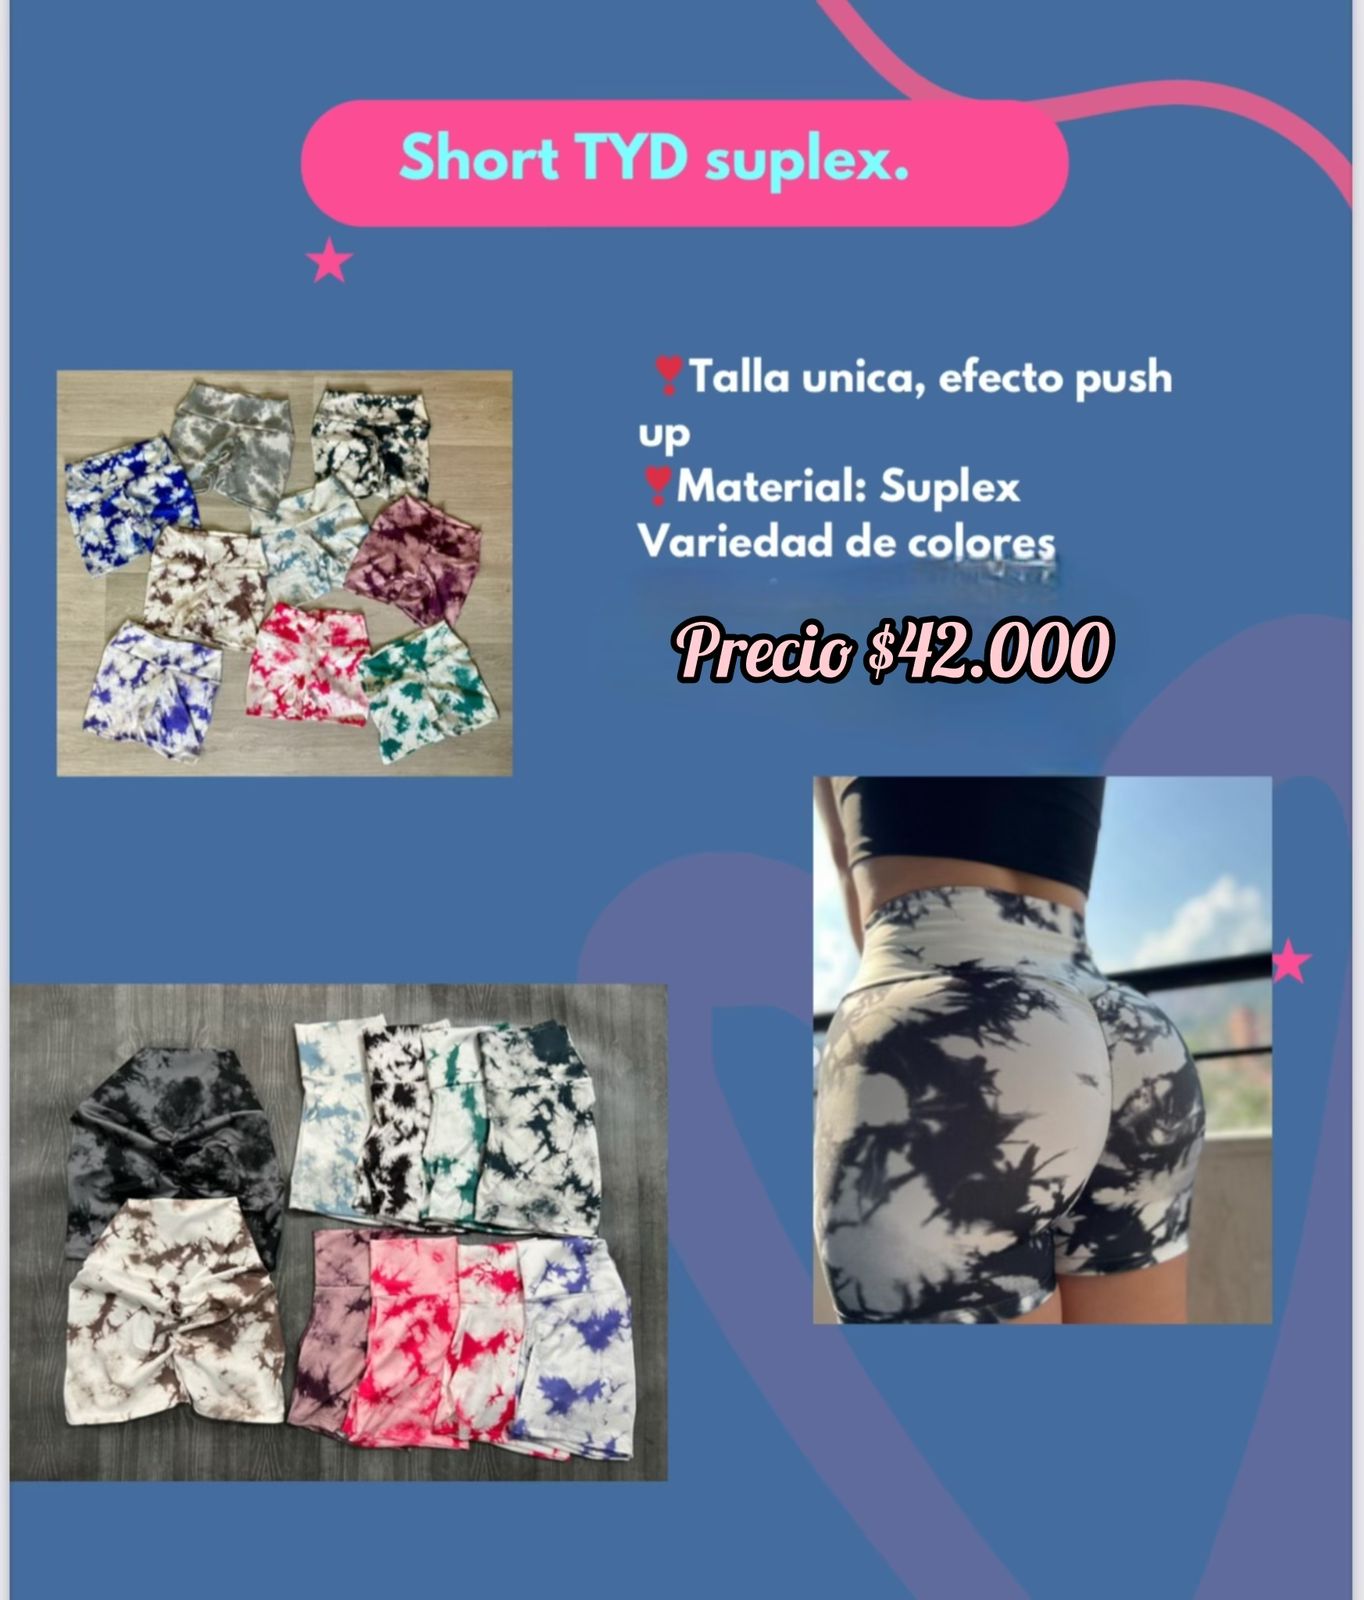 Short TYD suplex.
❣Talla unica, efecto push
up
❣Material: Suplex
Variedad de colores
Precio $42.000